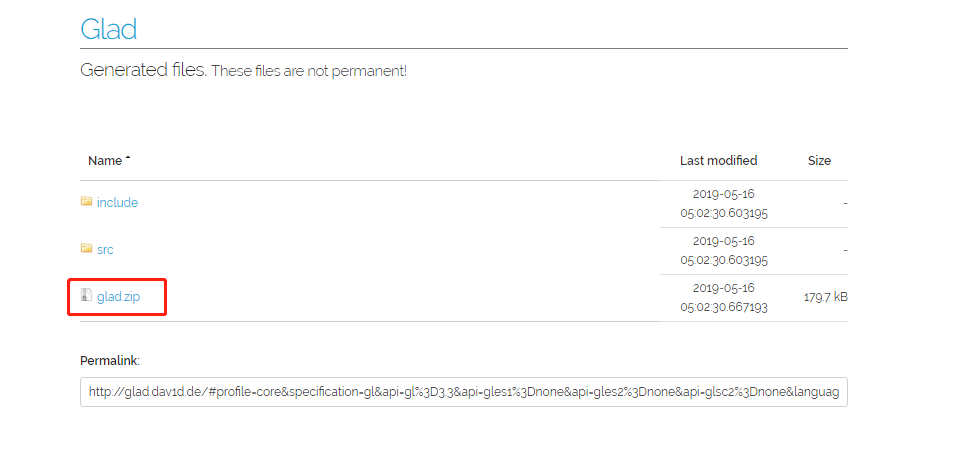 Glad
Generated files. These files are not permanent!
Name Last modified Size
include 2019-05-16 05:02:30.603195 -
src 2019-05-16 05:02:30.603195 -
glad.zip 2019-05-16 05:02:30.667193 179.7 kB
Permalink:
http://glad.dav1d.de/#profile=core&specification=gl&api=gl%3D3.3&api=gles1%3Dnone&api=gles2%3Dnone&api=glsc2%3Dnone&languag